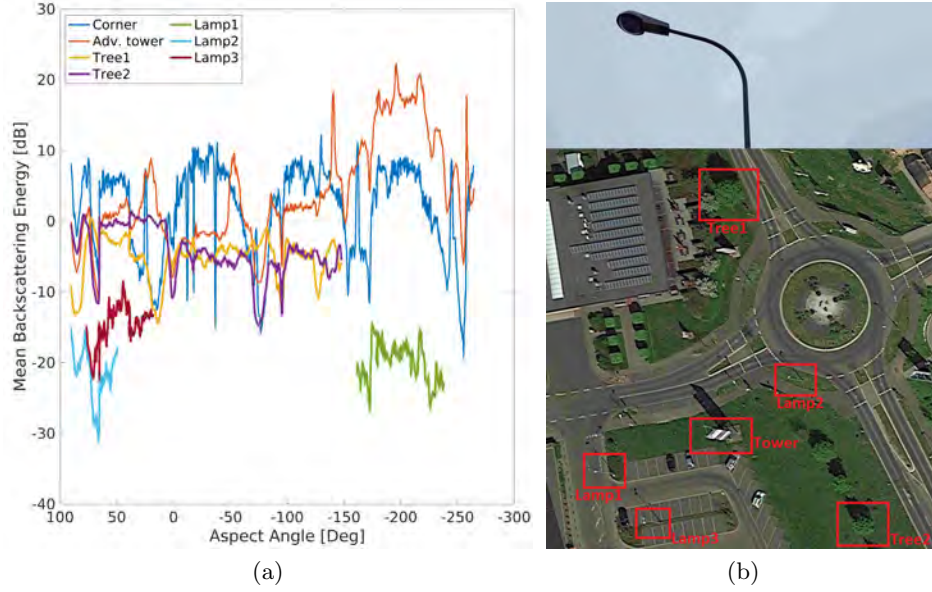 30
20
10
0
-10
-20
-30
-40
Mean Backscattering Energy [dB]
Corner
Adv. tower
Tree1
Tree2
Lamp1
Lamp2
Lamp3
100 50 0 -50 -100 -150 -200 -250 -300
Aspect Angle [Deg]
(a)
Tree1
Lamp2
Tower
Lamp1
Lamp3
Tree2
(b)